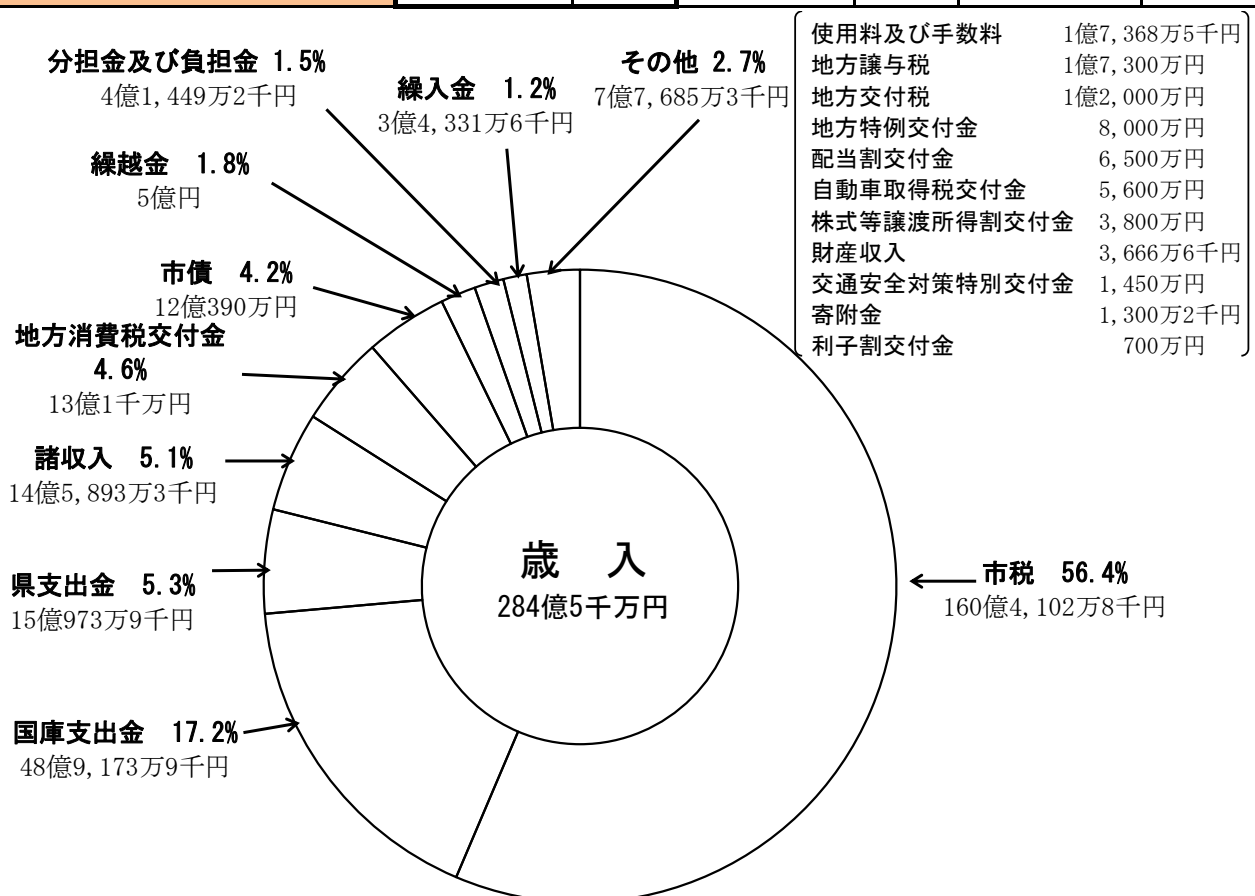 分担金及び負担金 1.5%
4億1,449万2千円
繰入金 1.2%
3億4,331万6千円
その他 2.7%
7億7,685万3千円
使用料及び手数料 1億7,368万5千円
地方譲与税 1億7,300万円
地方交付税 1億2,000万円
地方特例交付金 8,000万円
配当割交付金 6,500万円
自動車取得税交付金 5,600万円
株式等譲渡所得割交付金 3,800万円
財産収入 3,666万6千円
交通安全対策特別交付金 1,450万円
寄附金 1,300万2千円
利子割交付金 700万円
繰越金 1.8%
5億円
市債 4.2%
12億390万円
地方消費税交付金
4.6%
13億1千万円
諸収入 5.1%
14億5,893万3千円
県支出金 5.3%
15億973万9千円
国庫支出金 17.2%
48億9,173万9千円
歳 入
284億5千万円
市税 56.4%
160億4,102万8千円